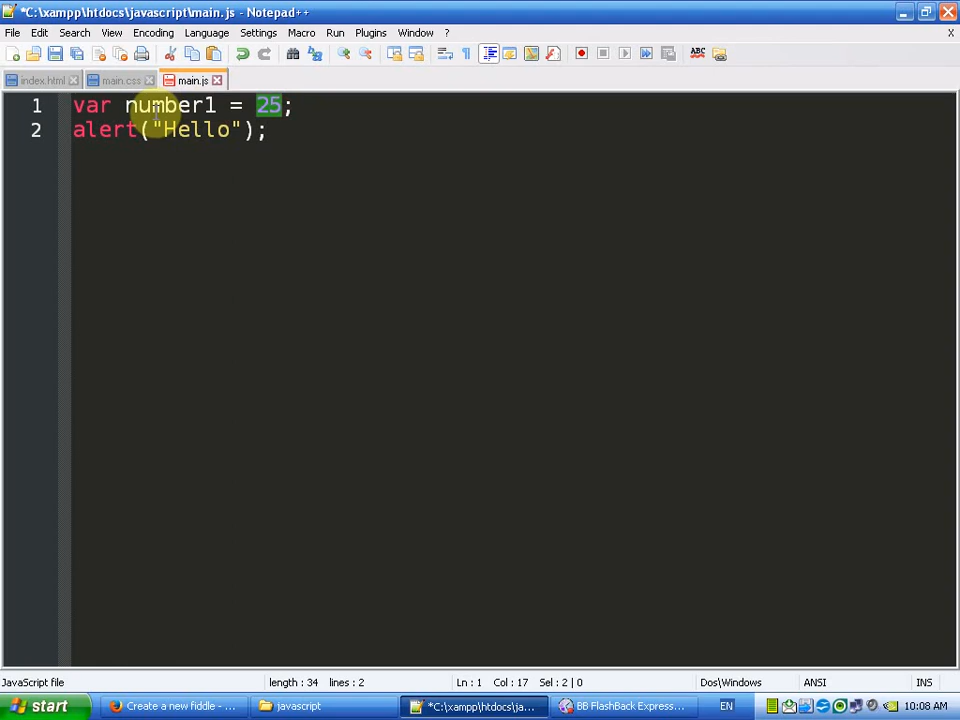 *C:\xampp\htdocs\javascript\main.js - Notepad++
File Edit Search View Encoding Language Settings Macro Run Plugins Window ? X
index.html main.css main.js
1 var number1 = 25;
2 alert("Hello");
JavaScript file length : 34 lines : 2 Ln : 1 Col : 17 Sel : 2 | 0 Dos\Windows ANSI INS
start Create a new fiddle - ... javascript *C:\xampp\htdocs\ja... BB FlashBack Express... EN 10:08 AM